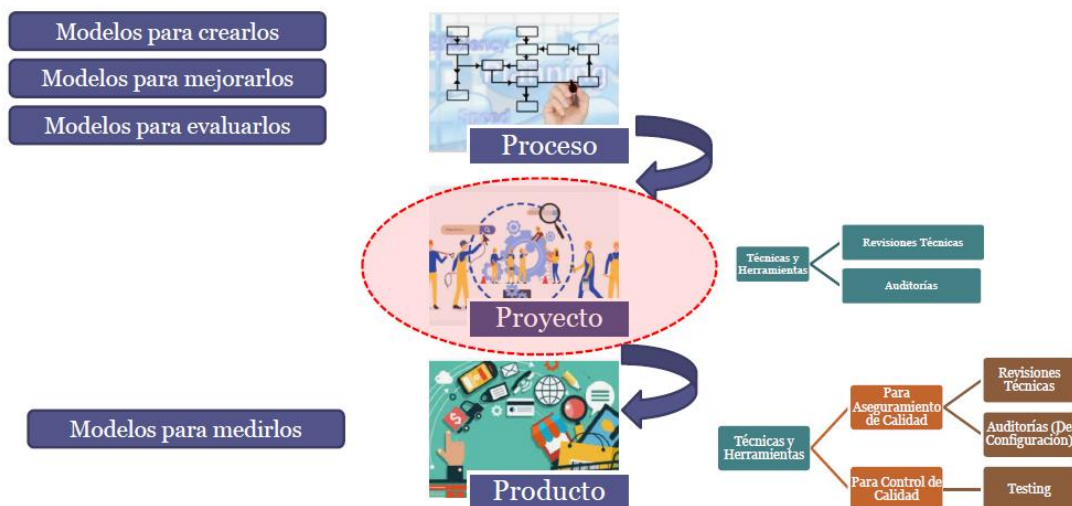 Modelos para crearlos
Modelos para mejorarlos
Modelos para evaluarlos
Proceso
Proyecto
Técnicas y
Herramientas
Revisiones Técnicas
Auditorías
Modelos para medirlos
Producto
Técnicas y
Herramientas
Para
Aseguramiento
de Calidad
Revisiones
Técnicas
Auditorías (De
Configuración)
Para Control de
Calidad
Testing